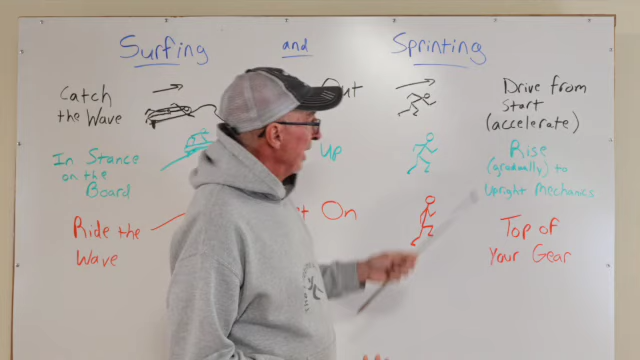 Surfing and Sprinting
Catch
the Wave
Out
Drive from
Start
(accelerate)
In Stance
on the
Board
Up
Rise
(gradually) to
Upright Mechanics
Ride the
Wave
On
Top of
Your Gear